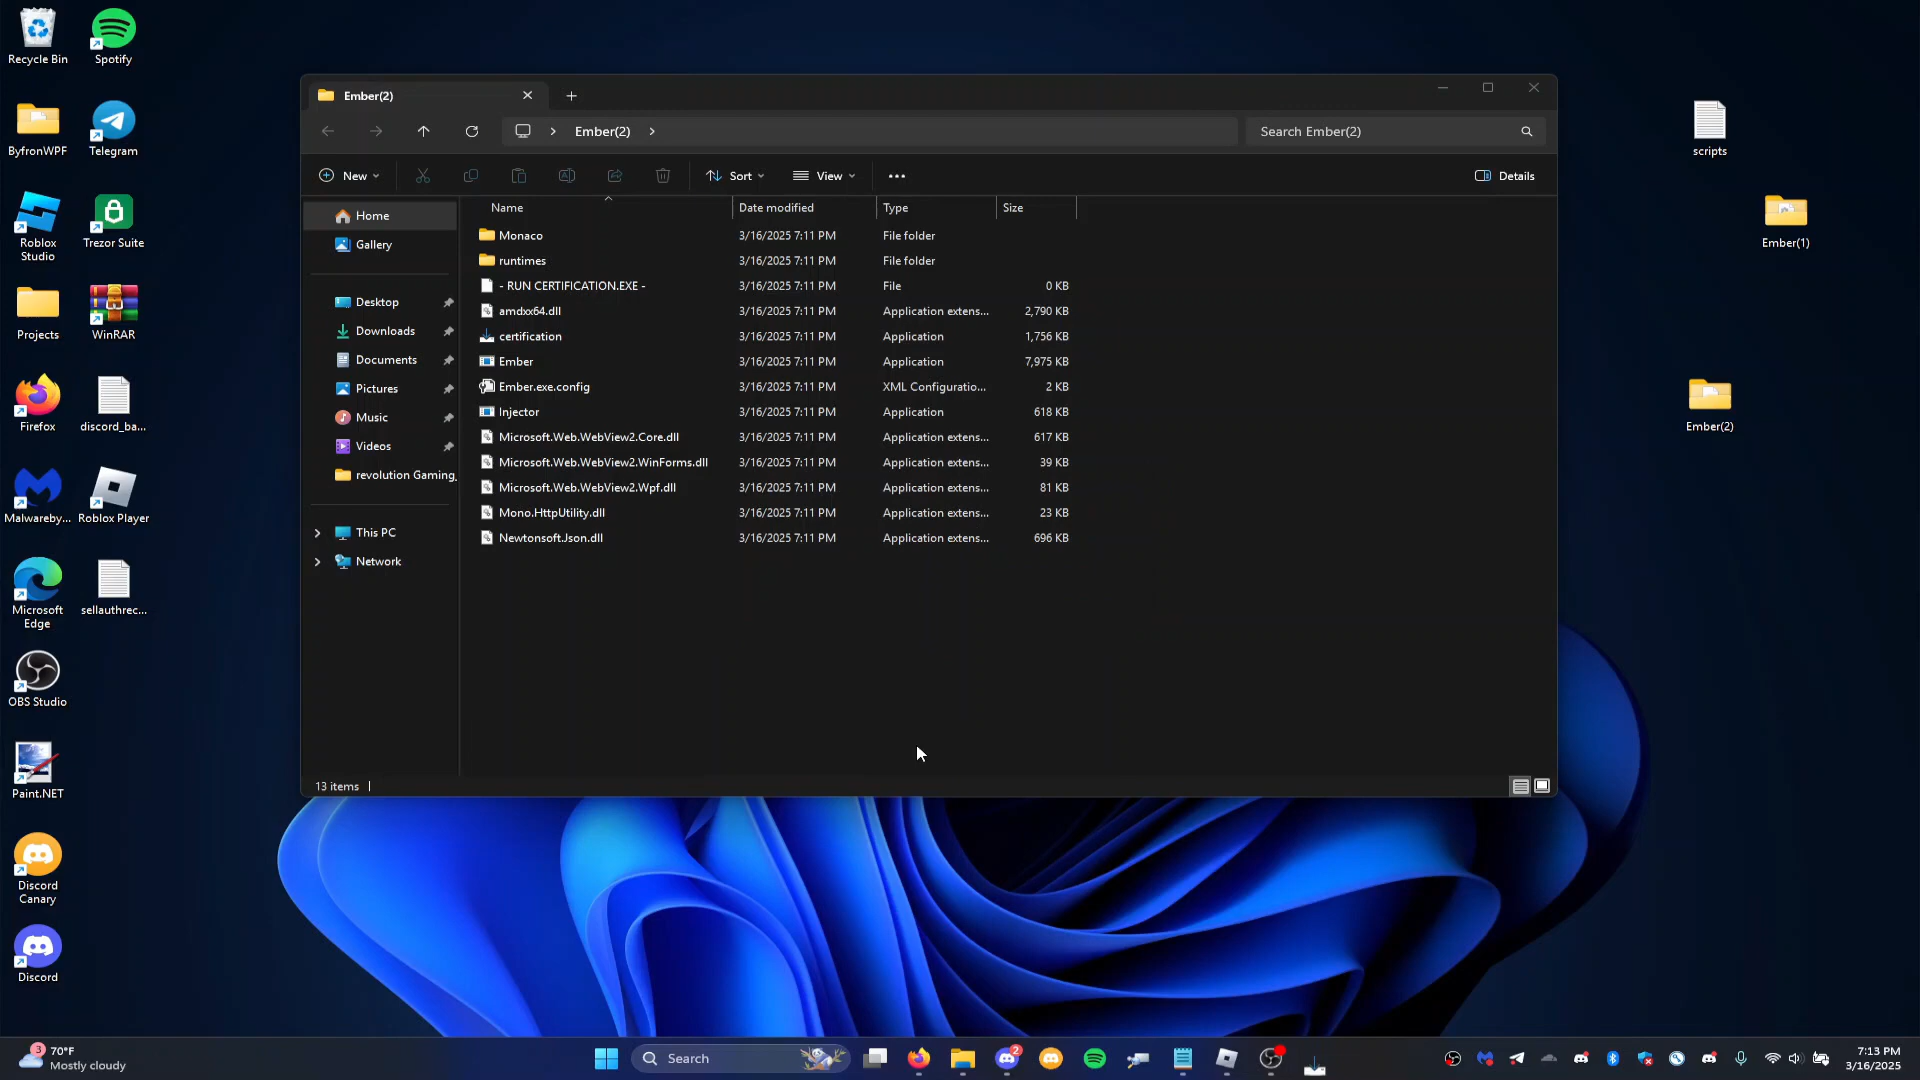 Recycle Bin
Spotify
ByfronWPF
Telegram
Roblox
Studio
Trezor Suite
Projects
WinRAR
Firefox
discord_ba...
Malwareby...
Roblox Player
Microsoft
Edge
sellauthrec...
OBS Studio
Paint.NET
Discord
Canary
Discord
Ember(2)
Ember(2)
Search Ember(2)
New
Sort
View
Details
Home
Gallery
Desktop
Downloads
Documents
Pictures
Music
Videos
revolution Gaming_
This PC
Network
Name Date modified Type Size
Monaco 3/16/2025 7:11 PM File folder
runtimes 3/16/2025 7:11 PM File folder
- RUN CERTIFICATION.EXE - 3/16/2025 7:11 PM File 0 KB
amdxx64.dll 3/16/2025 7:11 PM Application extens... 2,790 KB
certification 3/16/2025 7:11 PM Application 1,756 KB
Ember 3/16/2025 7:11 PM Application 7,975 KB
Ember.exe.config 3/16/2025 7:11 PM XML Configuratio... 2 KB
Injector 3/16/2025 7:11 PM Application 618 KB
Microsoft.Web.WebView2.Core.dll 3/16/2025 7:11 PM Application extens... 617 KB
Microsoft.Web.WebView2.WinForms.dll 3/16/2025 7:11 PM Application extens... 39 KB
Microsoft.Web.WebView2.Wpf.dll 3/16/2025 7:11 PM Application extens... 81 KB
Mono.HttpUtility.dll 3/16/2025 7:11 PM Application extens... 23 KB
Newtonsoft.Json.dll 3/16/2025 7:11 PM Application extens... 696 KB
13 items
scripts
Ember(1)
Ember(2)
3
70°F
Mostly cloudy
Search
2
7:13 PM
3/16/2025